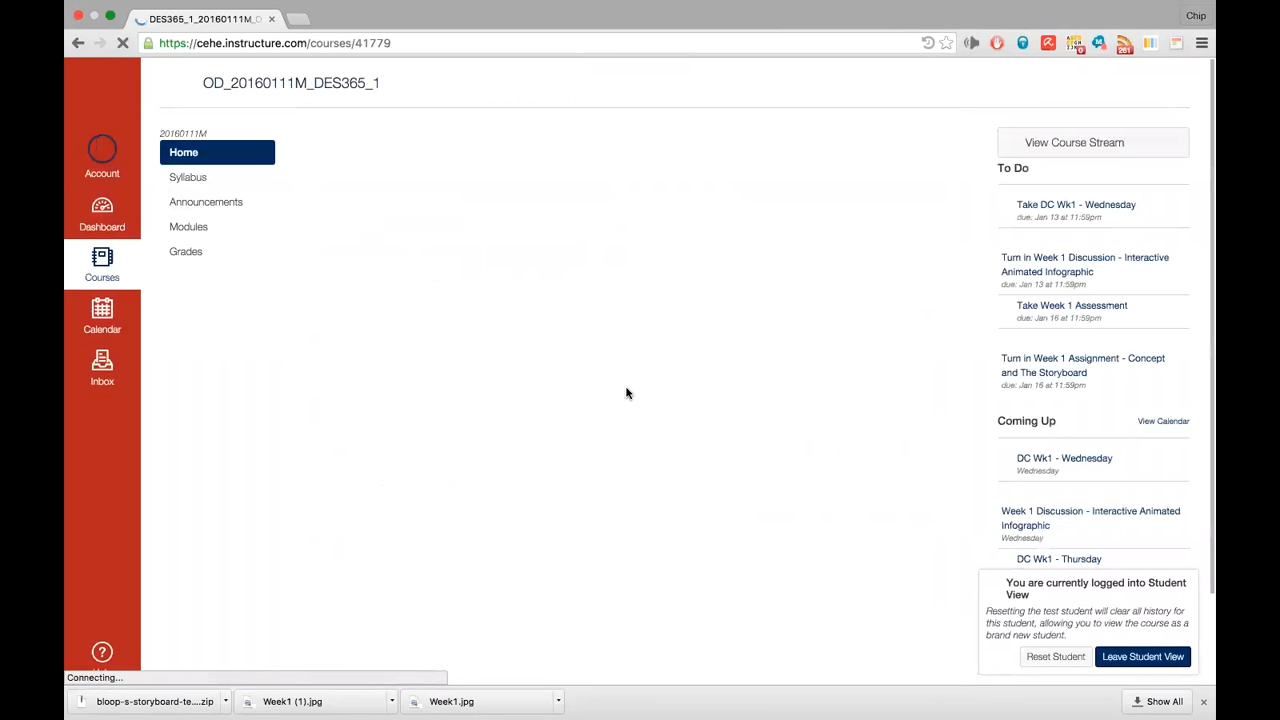 DES365_1_20160111M_
Chip
https://cehe.instructure.com/courses/41779
0
261
OD_20160111M_DES365_1
20160111M
Home
Syllabus
Announcements
Modules
Grades
Account
Dashboard
Courses
Calendar
Inbox
View Course Stream
To Do
Take DC Wk1 - Wednesday
due: Jan 13 at 11:59pm
Turn in Week 1 Discussion - Interactive
Animated Infographic
due: Jan 13 at 11:59pm
Take Week 1 Assessment
due: Jan 16 at 11:59pm
Turn in Week 1 Assignment - Concept
and The Storyboard
due: Jan 16 at 11:59pm
Coming Up
View Calendar
DC Wk1 - Wednesday
Wednesday
Week 1 Discussion - Interactive Animated
Infographic
Wednesday
DC Wk1 - Thursday
You are currently logged into Student
View
Resetting the test student will clear all history for
this student, allowing you to view the course as a
brand new student.
Reset Student
Leave Student View
Connecting...
bloop-s-storyboard-te....zip
Week1 (1).jpg
Week1.jpg
Show All